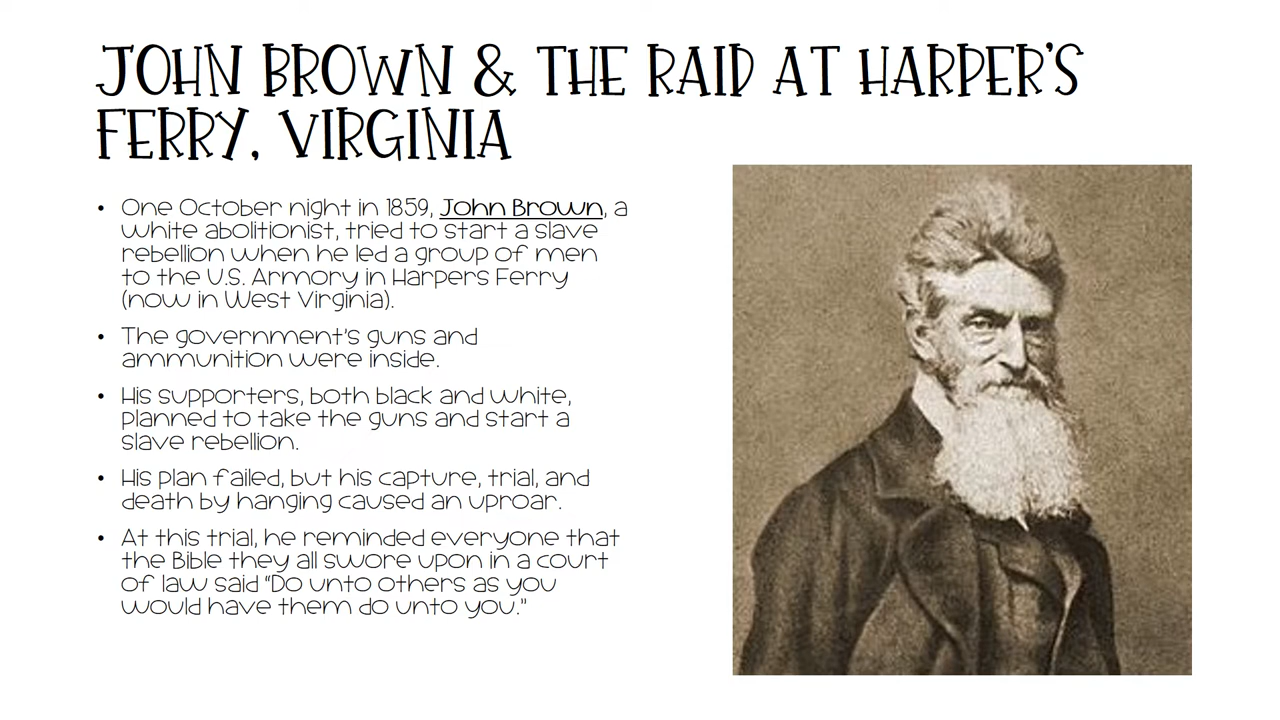 JOHN BROWN & THE RAID AT HARPER'S
FERRY, VIRGINIA
• One October night in 1859, John Brown, a
white abolitionist, tried to start a slave
rebellion when he led a group of men
to the U.S. Armory in Harpers Ferry
(now in West Virginia).
• The government's guns and
ammunition were inside.
• His supporters, both black and white,
planned to take the guns and start a
slave rebellion.
• His plan failed, but his capture, trial, and
death by hanging caused an uproar.
• At this trial, he reminded everyone that
the Bible they all swore upon in a court
of law said "Do unto others as you
would have them do unto you."